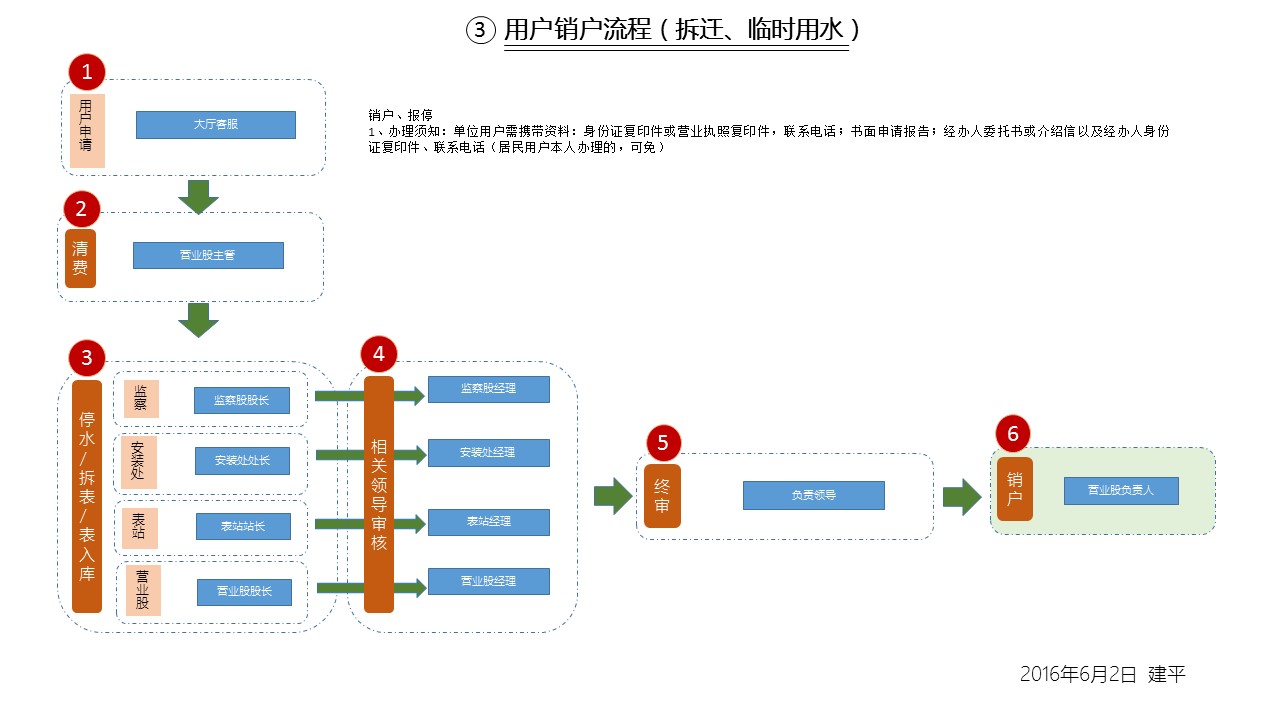 ③ 用户销户流程（拆迁、临时用水）
1
用户申请
大厅客服
销户、报停
1、办理须知：单位用户需携带资料：身份证复印件或营业执照复印件，联系电话；书面申请报告；经办人委托书或介绍信以及经办人身份
证复印件、联系电话（居民用户本人办理的，可免）
2
清费
营业股主管
3
停水/拆表/表入库
监察
监察股股长
安装处
安装处处长
表站
表站站长
营业股
营业股股长
4
相关领导审核
监察股经理
安装处经理
表站经理
营业股经理
5
终审
负责领导
6
销户
营业股负责人
2016年6月2日 建平